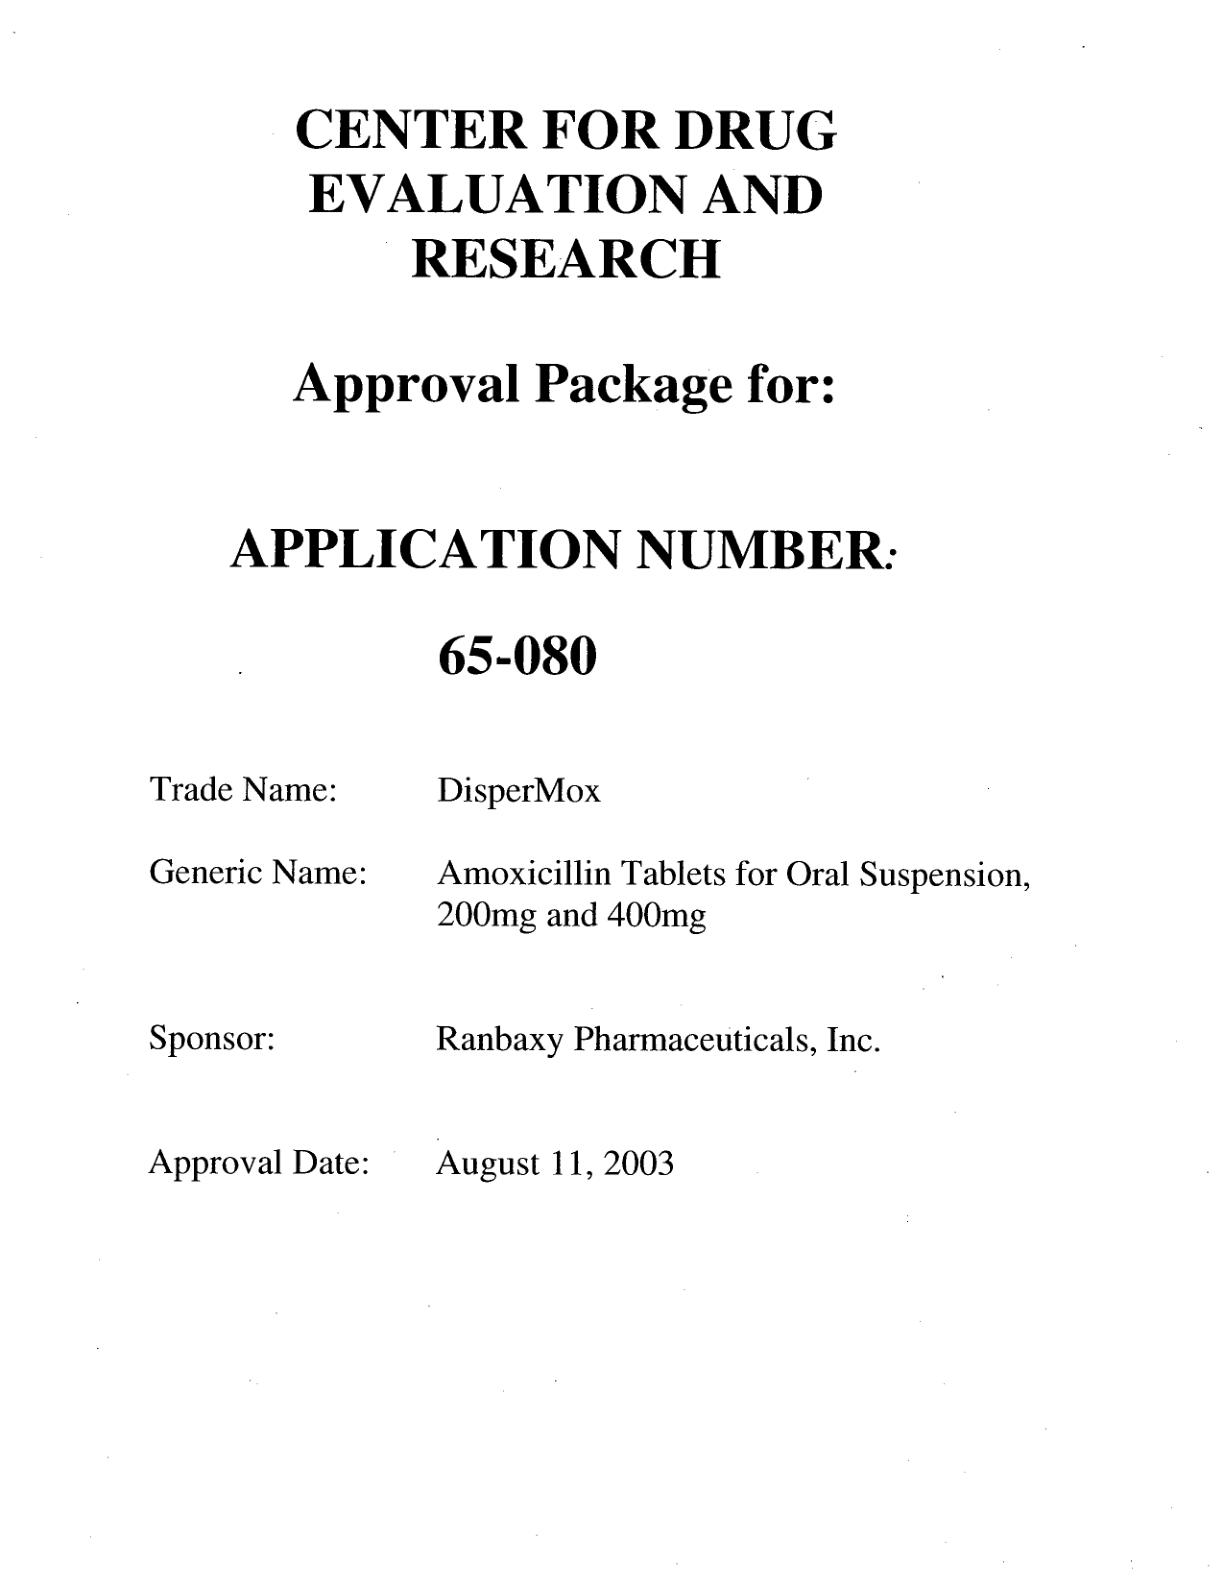 CENTER FOR DRUG
EVALUATION AND
RESEARCH
Approval Package for:
APPLICATION NUMBER:
65-080
Trade Name: DisperMox
Generic Name: Amoxicillin Tablets for Oral Suspension,
200mg and 400mg
Sponsor: Ranbaxy Pharmaceuticals, Inc.
Approval Date: August 11, 2003